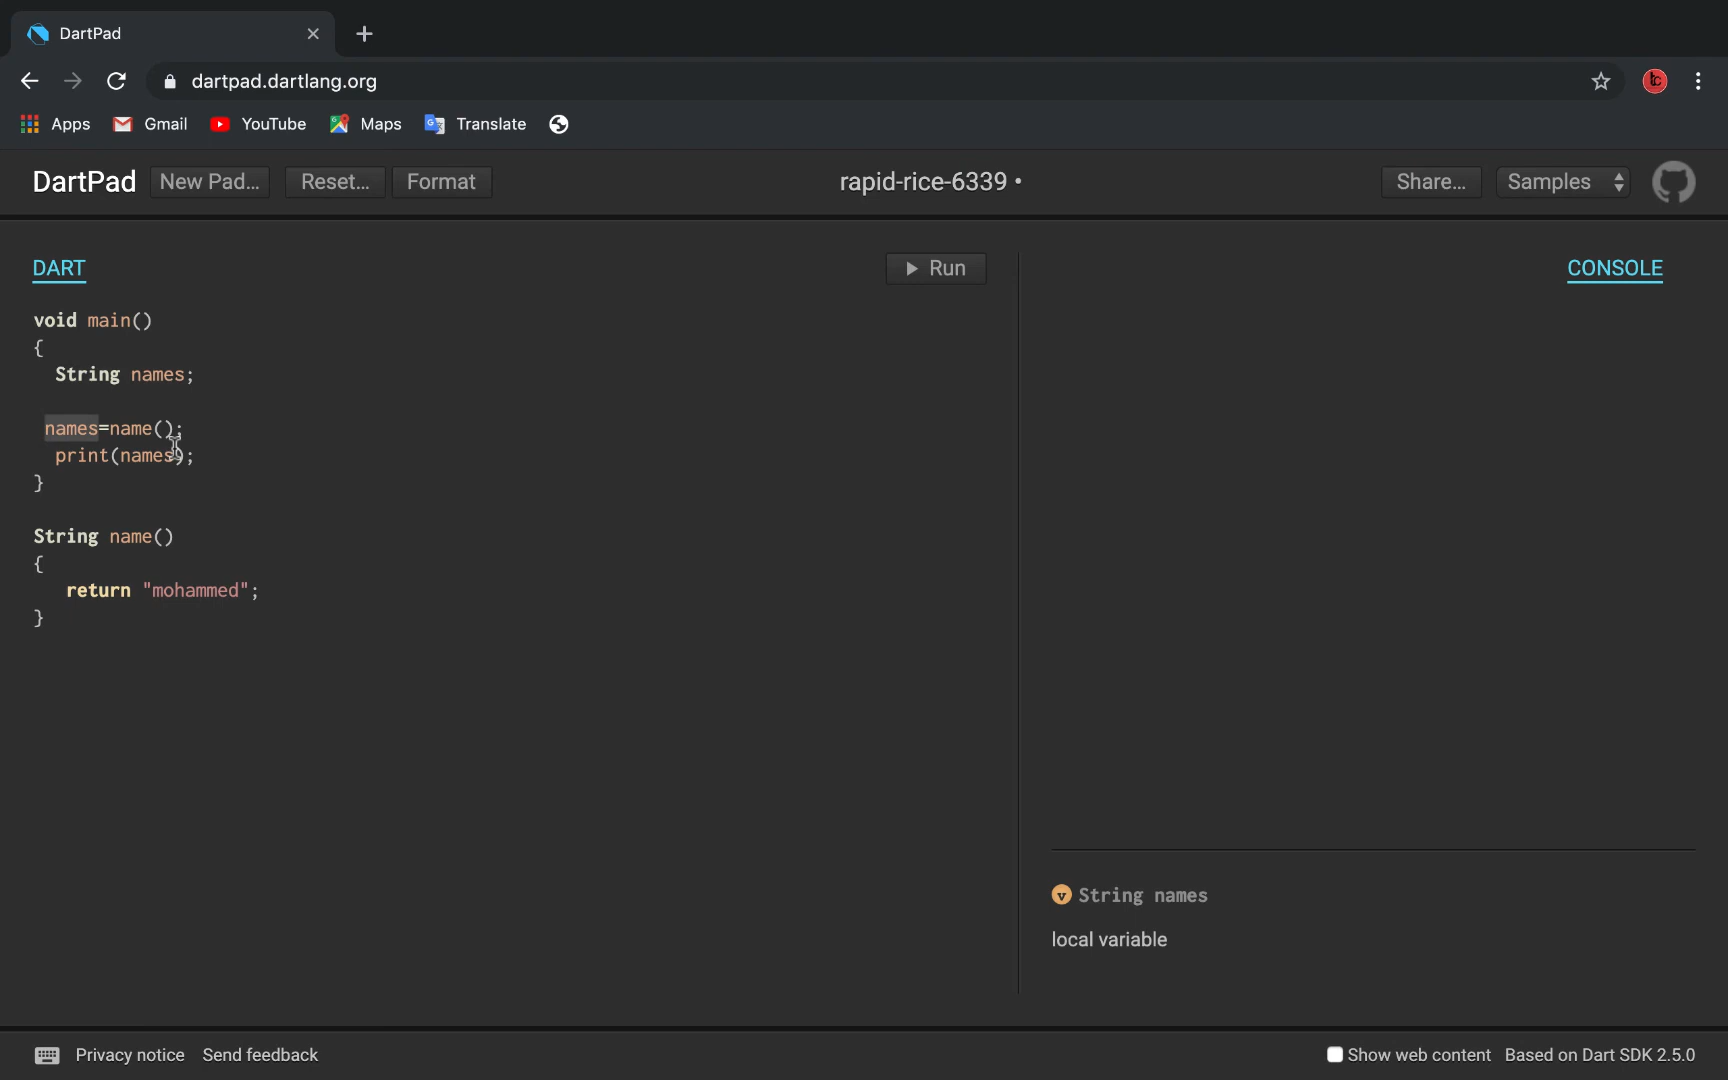 DartPad
dartpad.dartlang.org
Apps Gmail YouTube Maps Translate
DartPad New Pad... Reset... Format rapid-rice-6339 • Share... Samples
DART Run CONSOLE
void main()
{
String names;
names=name();
print(names);
}
String name()
{
return "mohammed";
}
v String names
local variable
Privacy notice Send feedback Show web content Based on Dart SDK 2.5.0